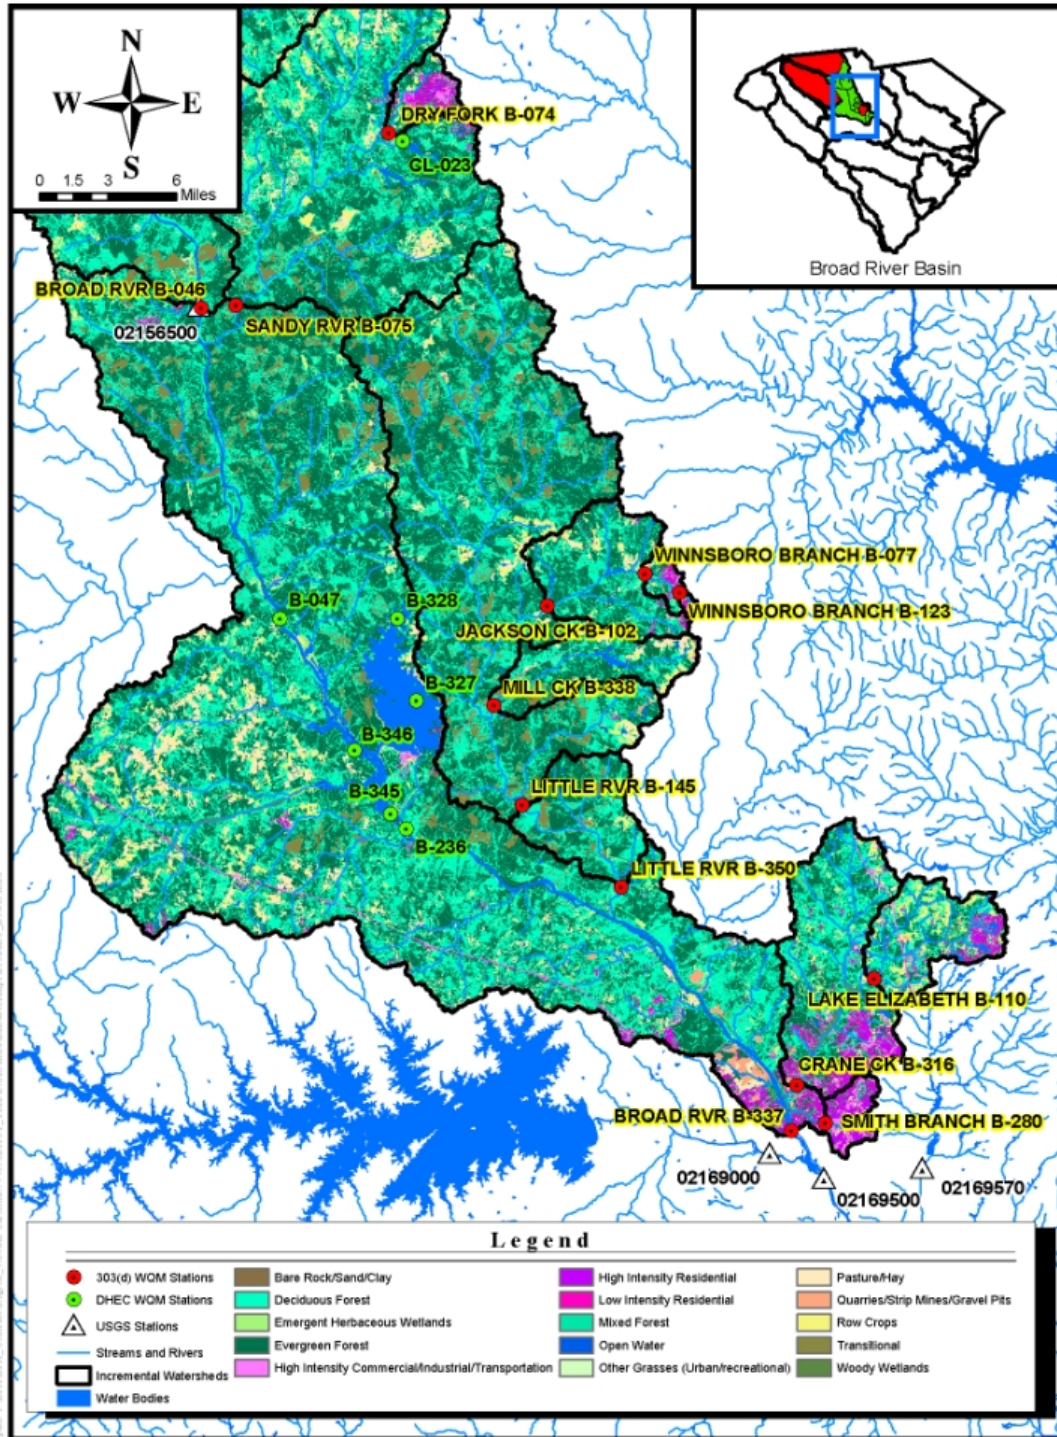 N
W E
S
0 1.5 3 6
Miles
Broad River Basin
DRY FORK B-074
CL-023
BROAD RVR B-046
02156500
SANDY RVR B-075
WINNSBORO BRANCH B-077
B-047
B-328
WINNSBORO BRANCH B-123
JACKSON CK B-102
B-327
MILL CK B-338
B-346
B-345
LITTLE RVR B-145
B-236
LITTLE RVR B-350
LAKE ELIZABETH B-110
CRANE CK B-316
BROAD RVR B-337
SMITH BRANCH B-280
02169000
02169500
02169570
Legend
303(d) WQM Stations
DHEC WQM Stations
USGS Stations
Streams and Rivers
Incremental Watersheds
Water Bodies
Bare Rock/Sand/Clay
Deciduous Forest
Emergent Herbaceous Wetlands
Evergreen Forest
High Intensity Commercial/Industrial/Transportation
High Intensity Residential
Low Intensity Residential
Mixed Forest
Open Water
Other Grasses (Urban/recreational)
Pasture/Hay
Quarries/Strip Mines/Gravel Pits
Row Crops
Transitional
Woody Wetlands